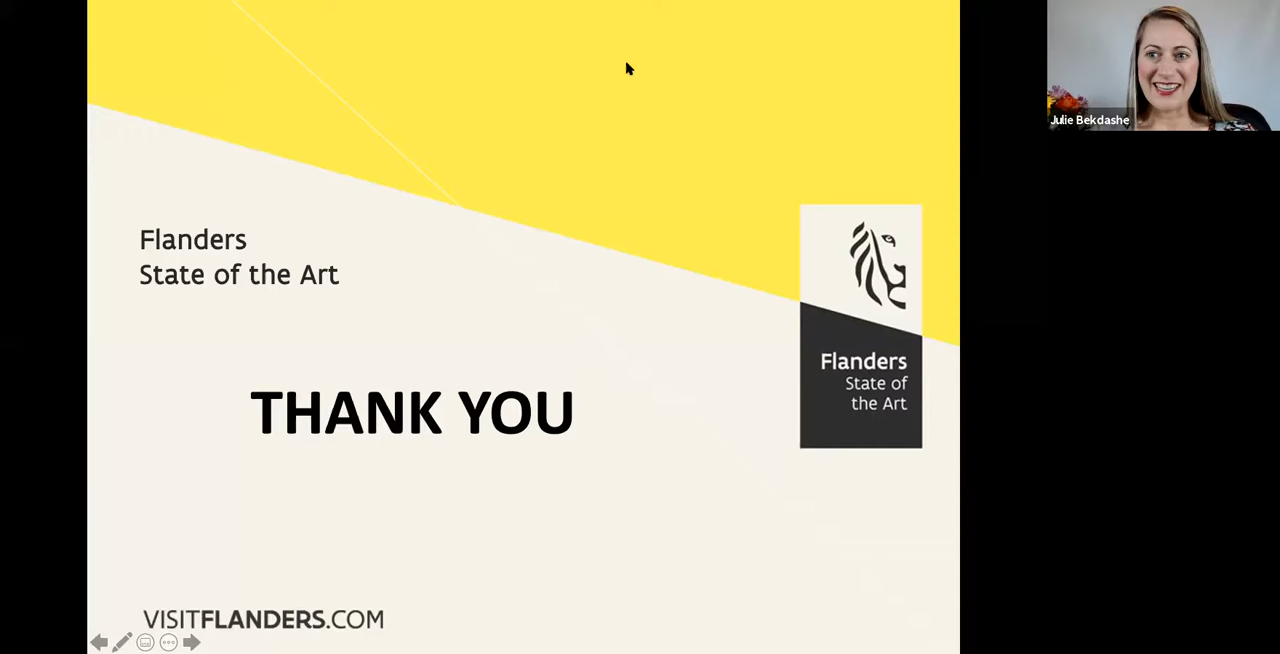 Julie Bekdashe
Flanders
State of the Art
Flanders
State of
the Art
THANK YOU
VISITFLANDERS.COM